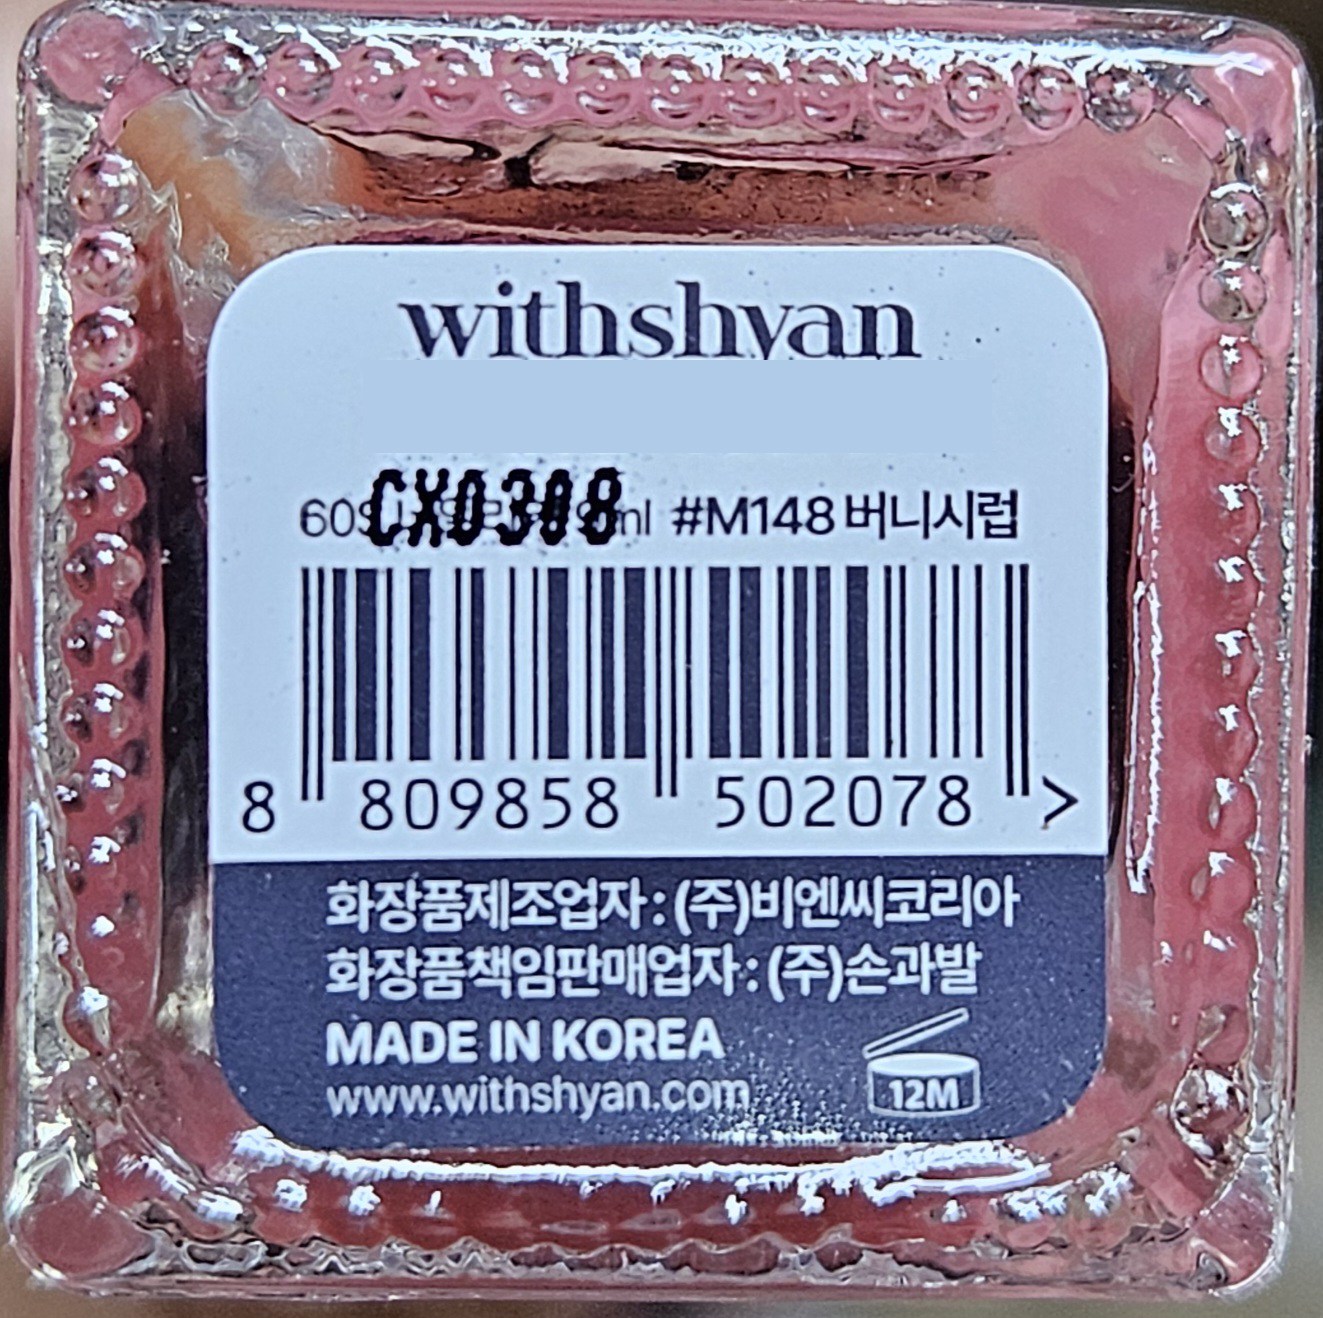 withshyan
CX0308
#M148 버니시럽
8 809858 502078 >
화장품제조업자 : (주)비엔씨코리아
화장품책임판매업자 : (주)손과발
MADE IN KOREA
www.withshyan.com
12M